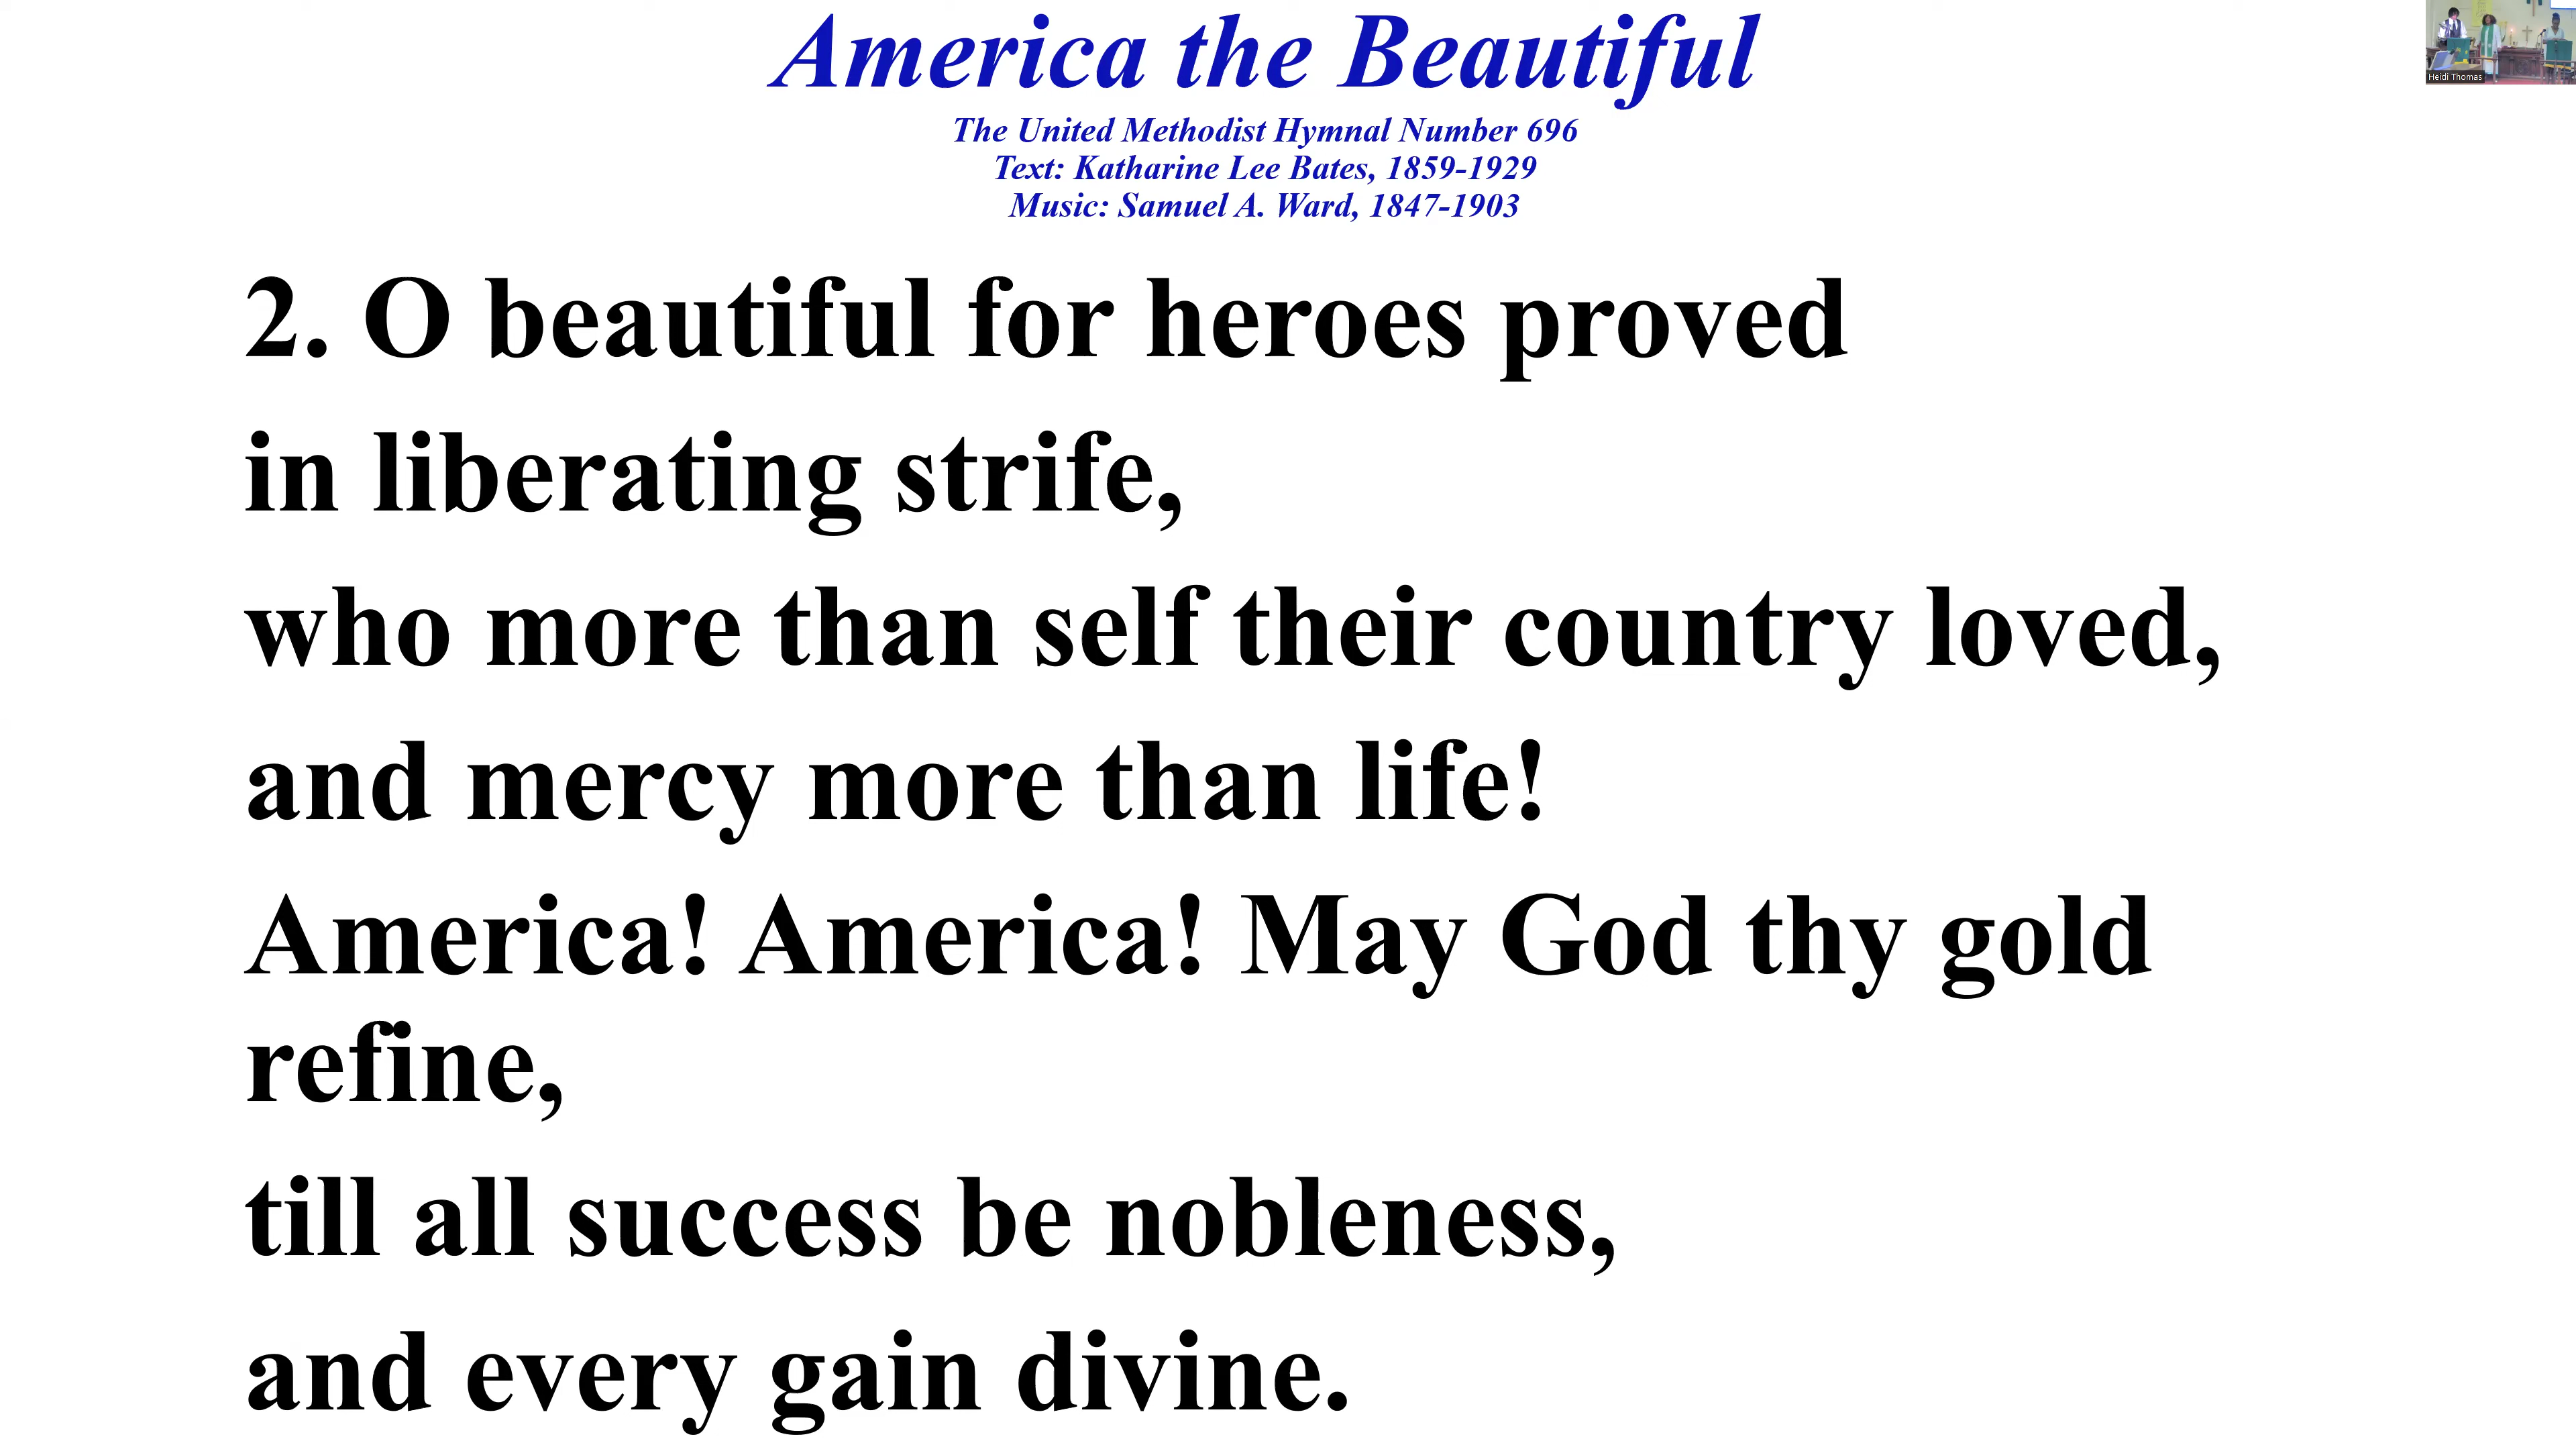 America the Beautiful
The United Methodist Hymnal Number 696
Text: Katharine Lee Bates, 1859-1929
Music: Samuel A. Ward, 1847-1903
Heidi Thomas
2. O beautiful for heroes proved
in liberating strife,
who more than self their country loved,
and mercy more than life!
America! America! May God thy gold
refine,
till all success be nobleness,
and every gain divine.